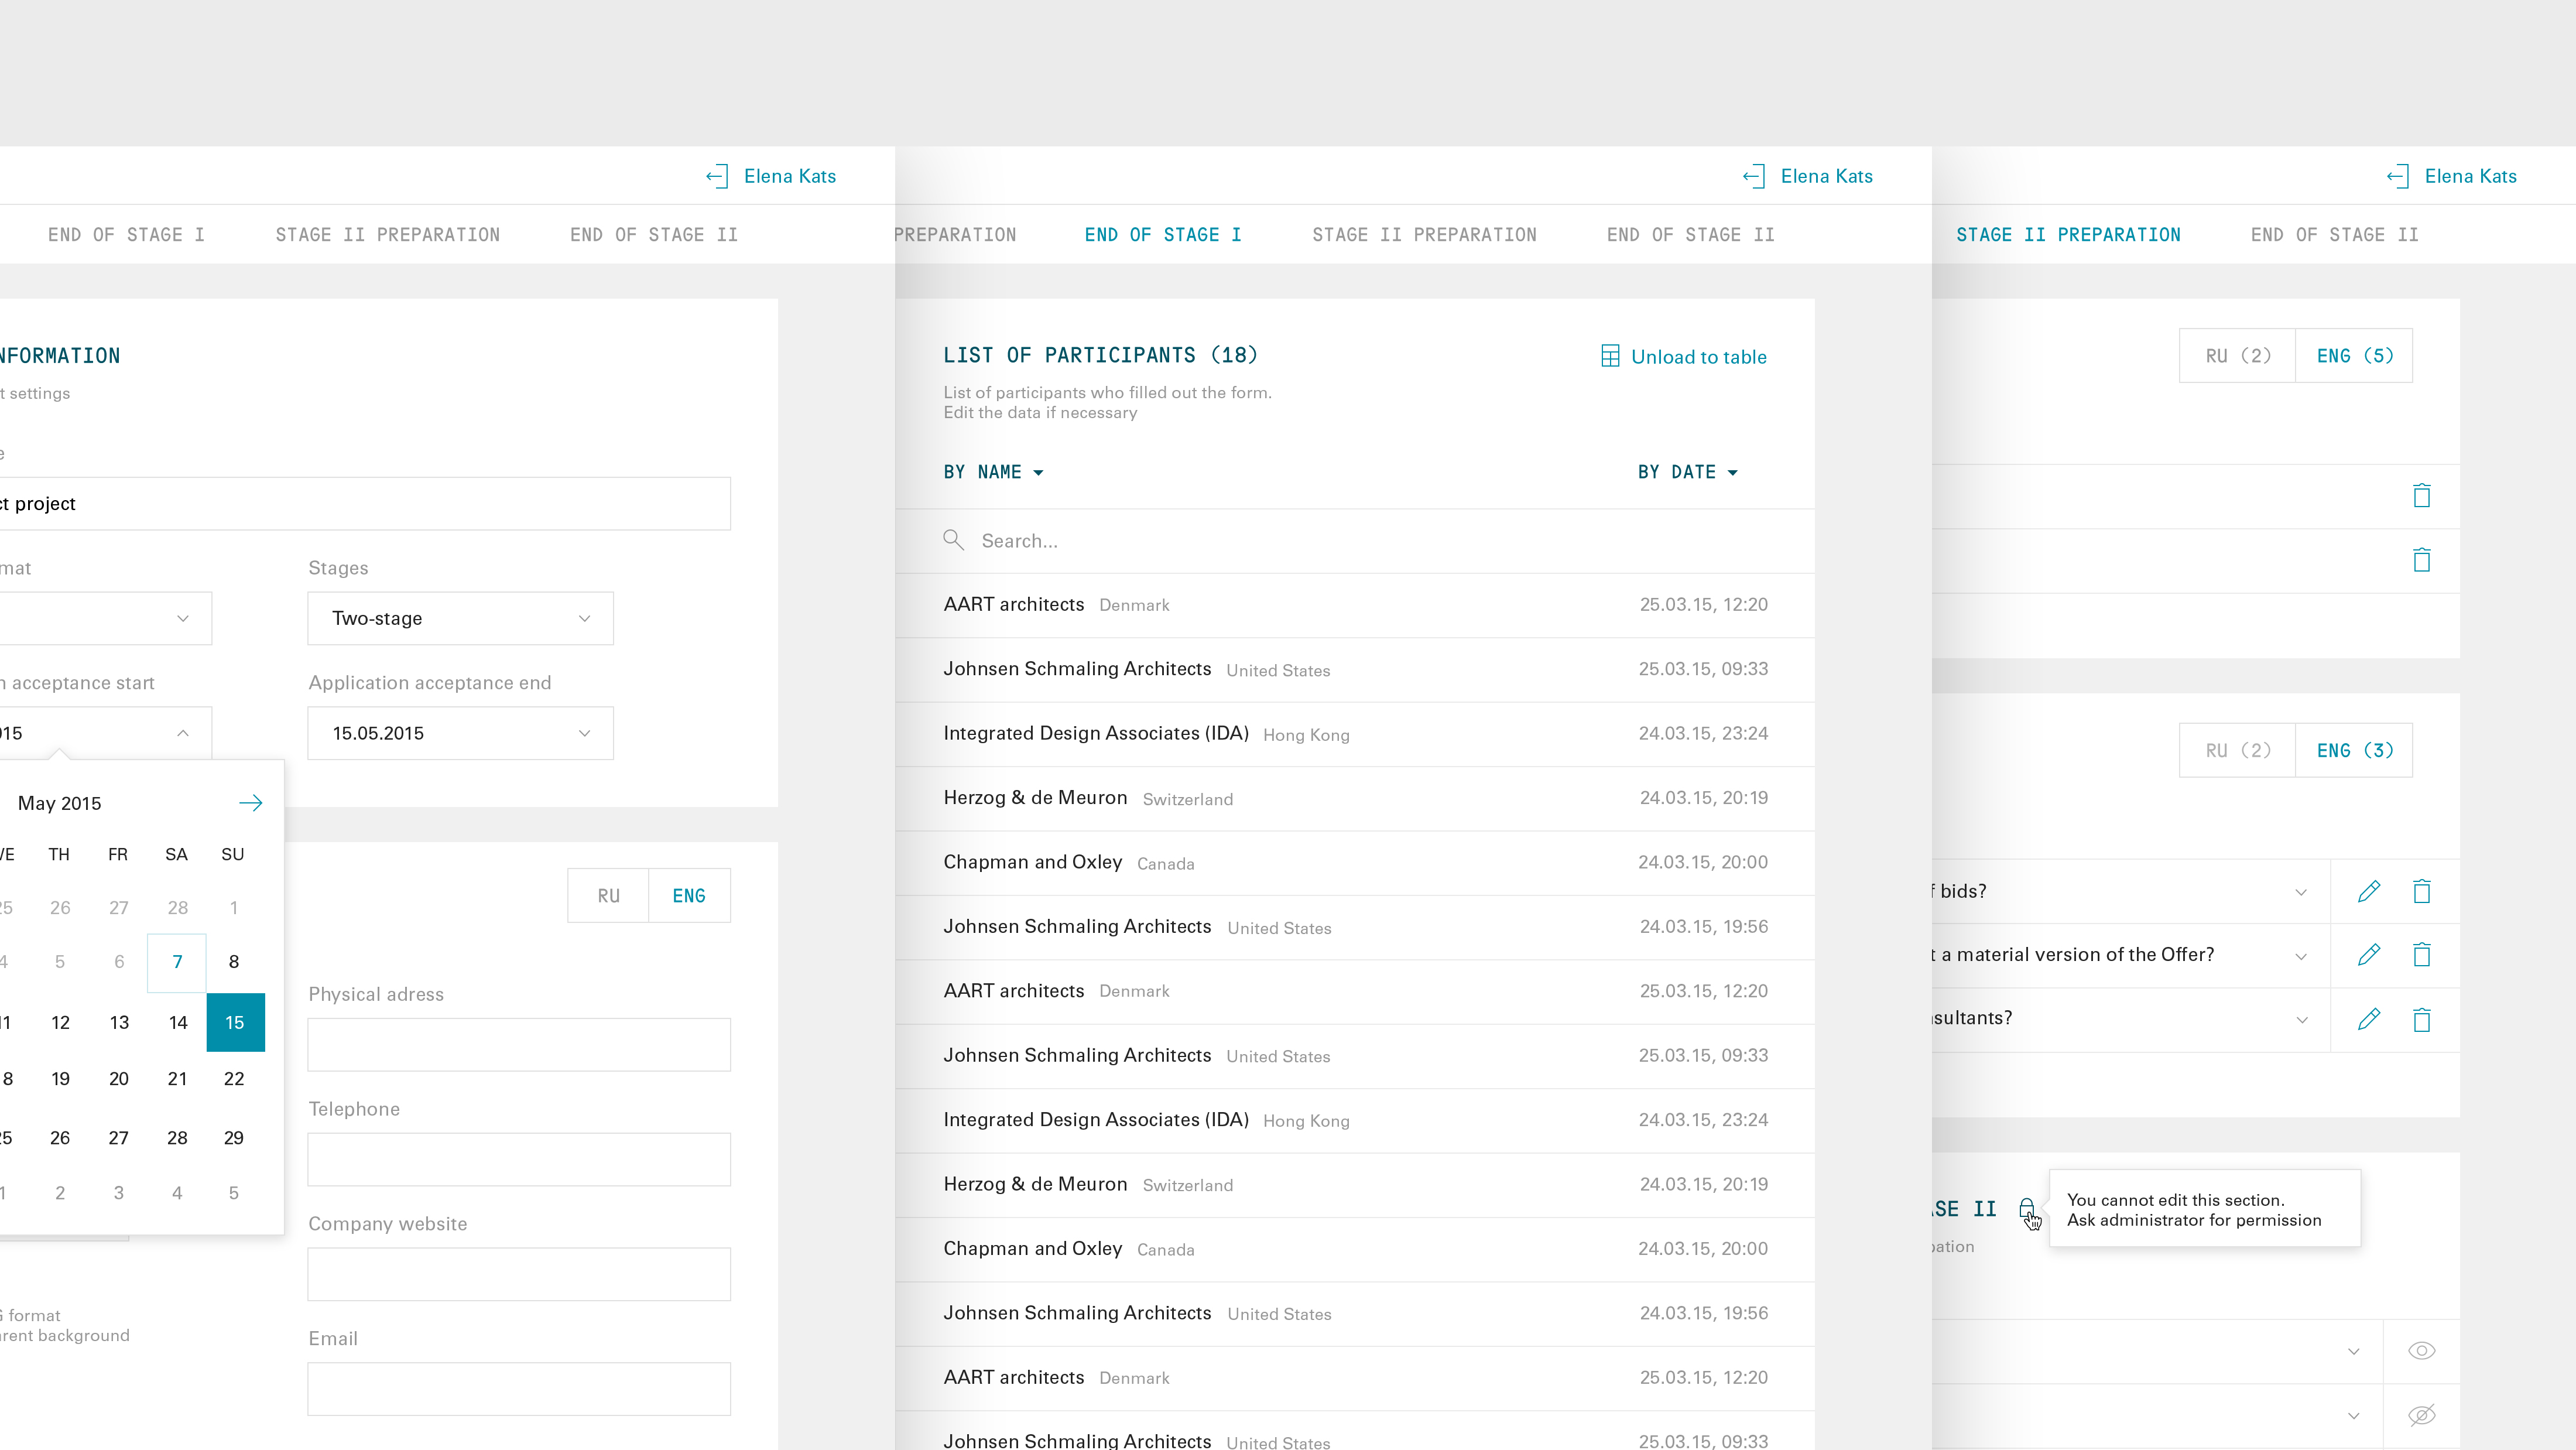 Elena Kats
END OF STAGE I
STAGE II PREPARATION
END OF STAGE II
NFORMATION
t settings
e
ct project
mat
Stages
Two-stage
n acceptance start
Application acceptance end
015
15.05.2015
May 2015
WE TH FR SA SU
25 26 27 28 1
4 5 6 7 8
11 12 13 14 15
8 19 20 21 22
25 26 27 28 29
1 2 3 4 5
RU ENG
Physical adress
Telephone
Company website
Email
G format
arent background
Elena Kats
PREPARATION
END OF STAGE I
STAGE II PREPARATION
END OF STAGE II
LIST OF PARTICIPANTS (18)
Unload to table
List of participants who filled out the form.
Edit the data if necessary
BY NAME
BY DATE
Search...
AART architects Denmark 25.03.15, 12:20
Johnsen Schmaling Architects United States 25.03.15, 09:33
Integrated Design Associates (IDA) Hong Kong 24.03.15, 23:24
Herzog & de Meuron Switzerland 24.03.15, 20:19
Chapman and Oxley Canada 24.03.15, 20:00
Johnsen Schmaling Architects United States 24.03.15, 19:56
AART architects Denmark 25.03.15, 12:20
Johnsen Schmaling Architects United States 25.03.15, 09:33
Integrated Design Associates (IDA) Hong Kong 24.03.15, 23:24
Herzog & de Meuron Switzerland 24.03.15, 20:19
Chapman and Oxley Canada 24.03.15, 20:00
Johnsen Schmaling Architects United States 24.03.15, 19:56
AART architects Denmark 25.03.15, 12:20
Johnsen Schmaling Architects United States 25.03.15, 09:33
Elena Kats
STAGE II PREPARATION
END OF STAGE II
RU (2) ENG (5)
RU (2) ENG (3)
f bids?
t a material version of the Offer?
nsultants?
ASE II
You cannot edit this section.
Ask administrator for permission
pation